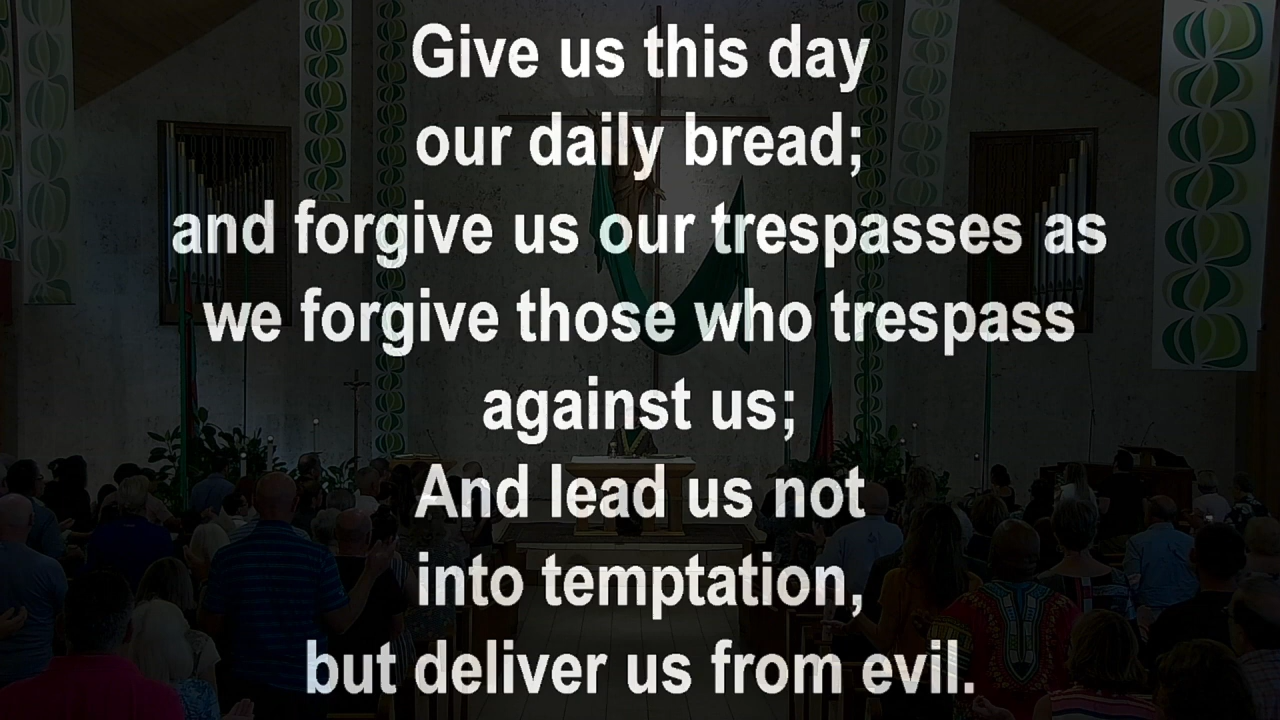 Give us this day
our daily bread;
and forgive us our trespasses as
we forgive those who trespass
against us;
And lead us not
into temptation,
but deliver us from evil.